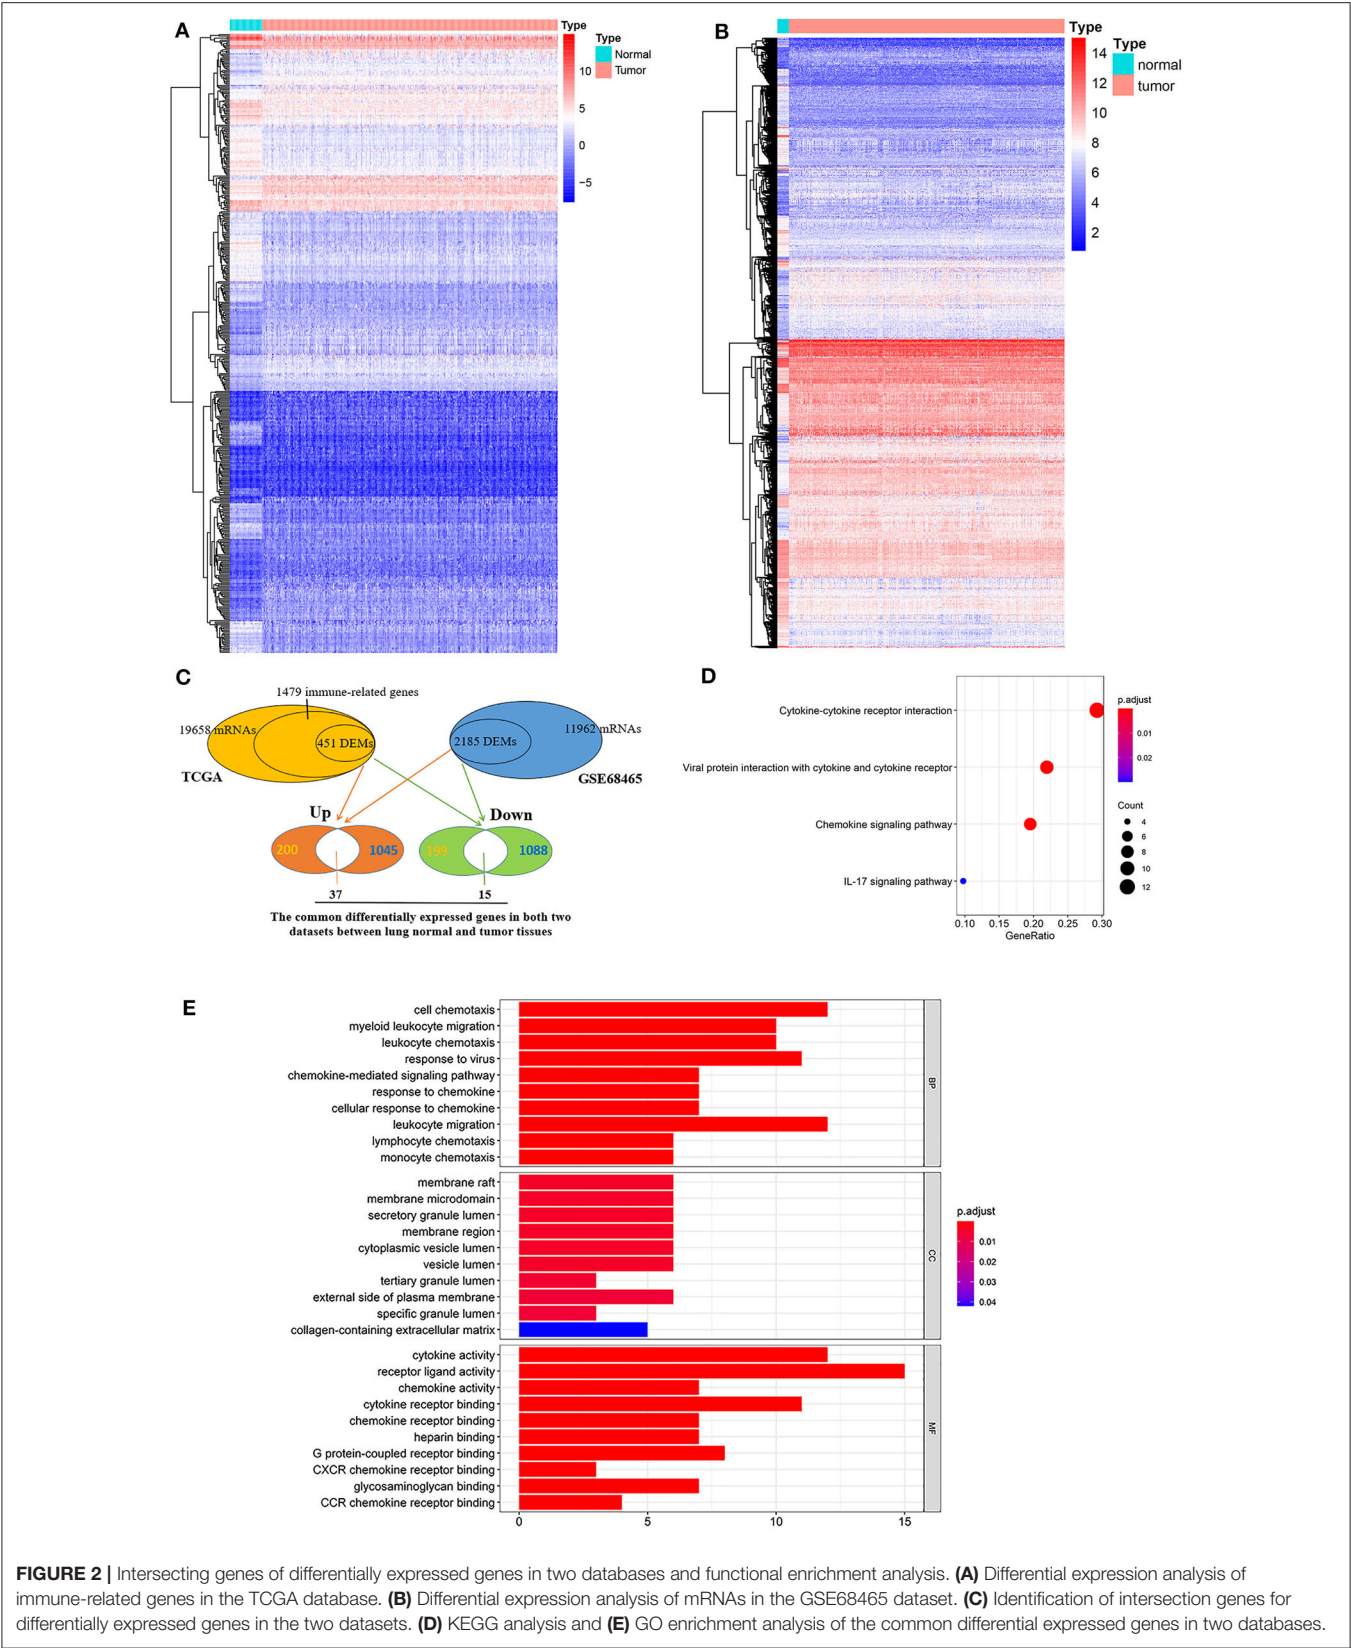 A
Type
10
5
0
−5
Type
Normal
Tumor
B
Type
14
12
10
8
6
4
2
Type
normal
tumor
C
1479 immune-related genes
19658 mRNAs
451 DEMs
TCGA
2185 DEMs
11962 mRNAs
GSE68465
Up
Down
200
1045
199
1088
37
15
The common differentially expressed genes in both two
datasets between lung normal and tumor tissues
D
Cytokine-cytokine receptor interaction
Viral protein interaction with cytokine and cytokine receptor
Chemokine signaling pathway
IL-17 signaling pathway
0.10 0.15 0.20 0.25 0.30
GeneRatio
p.adjust
0.01
0.02
Count
4
6
8
10
12
E
cell chemotaxis
myeloid leukocyte migration
leukocyte chemotaxis
response to virus
chemokine-mediated signaling pathway
response to chemokine
cellular response to chemokine
leukocyte migration
lymphocyte chemotaxis
monocyte chemotaxis
BP
membrane raft
membrane microdomain
secretory granule lumen
membrane region
cytoplasmic vesicle lumen
vesicle lumen
tertiary granule lumen
external side of plasma membrane
specific granule lumen
collagen-containing extracellular matrix
CC
cytokine activity
receptor ligand activity
chemokine activity
cytokine receptor binding
chemokine receptor binding
heparin binding
G protein-coupled receptor binding
CXCR chemokine receptor binding
glycosaminoglycan binding
CCR chemokine receptor binding
MF
0 5 10 15
p.adjust
0.01
0.02
0.03
0.04
FIGURE 2 | Intersecting genes of differentially expressed genes in two databases and functional enrichment analysis. (A) Differential expression analysis of
immune-related genes in the TCGA database. (B) Differential expression analysis of mRNAs in the GSE68465 dataset. (C) Identification of intersection genes for
differentially expressed genes in the two datasets. (D) KEGG analysis and (E) GO enrichment analysis of the common differential expressed genes in two databases.